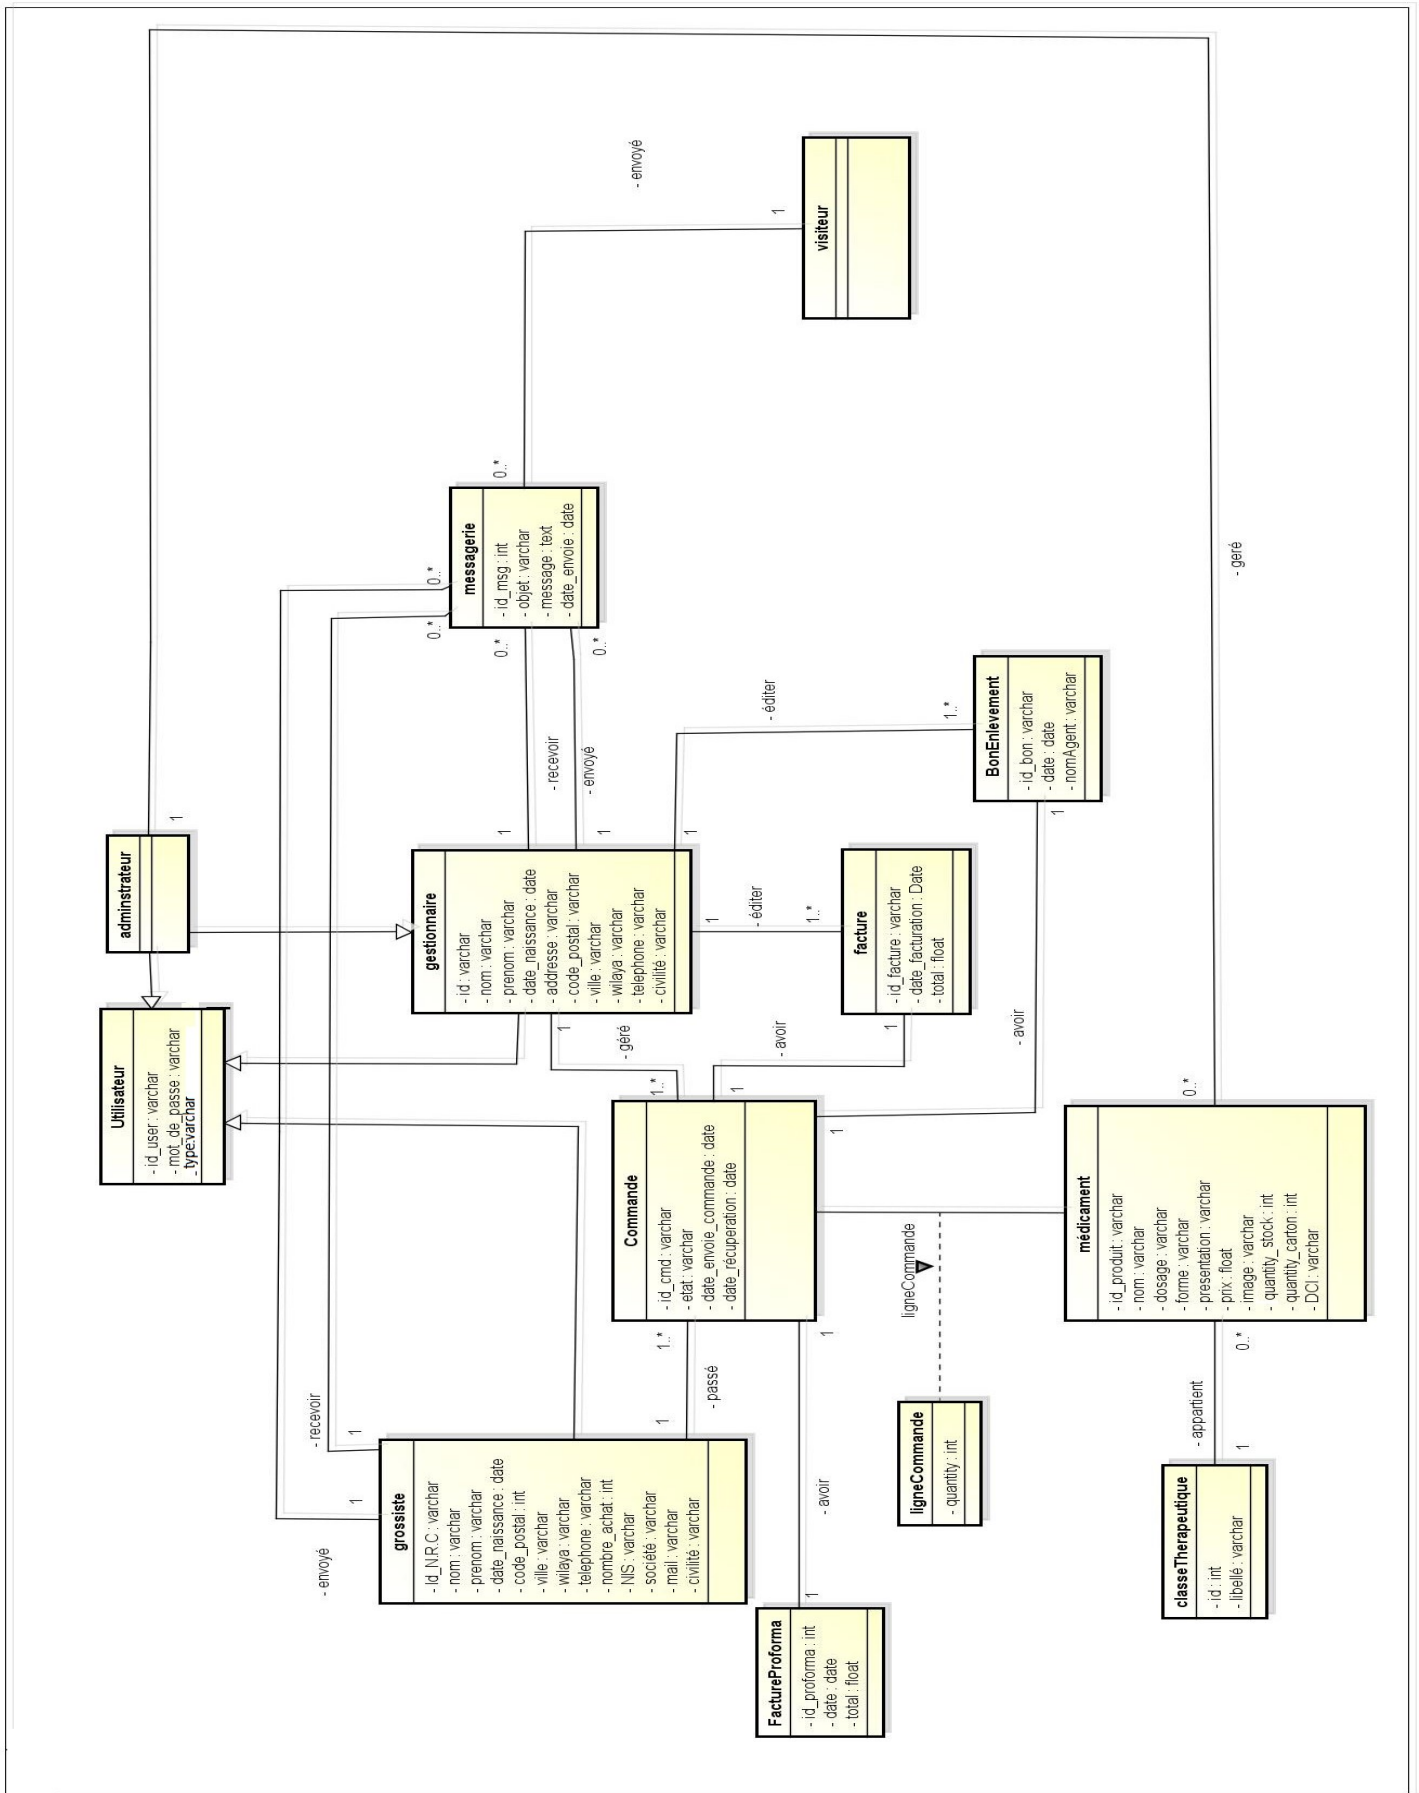 FactureProforma
- id_proforma : int
- date : date
- total : float
1
- avoir
1
grossiste
- Id_N.R.C : varchar
- nom : varchar
- prenom : varchar
- date_naissance : date
- code_postal : int
- ville : varchar
- wilaya : varchar
- telephone : varchar
- nombre_achat : int
- NIS : varchar
- société : varchar
- mail : varchar
- civilité : varchar
- envoyé
1
- recevoir
1
1
- passé
1..*
classeTherapeutique
- id : int
- libellé : varchar
1
- appartient
0..*
ligneCommande
- quantity : int
ligneCommande
Utilisateur
- id_user : varchar
- mot_de_passe : varchar
- type:varchar
Commande
- id_cmd : varchar
- etat : varchar
- date_envoie_commande : date
- date_récuperation : date
1..*
- géré
1
1
- avoir
1
1
- avoir
1
médicament
- id_produit : varchar
- nom : varchar
- dosage : varchar
- forme : varchar
- presentation : varchar
- prix : float
- image : varchar
- quantity_stock : int
- quantity_carton : int
- DCI : varchar
0..*
- geré
1
adminstrateur
gestionnaire
- id : varchar
- nom : varchar
- prenom : varchar
- date_naissance : date
- addresse : varchar
- code_postal : varchar
- ville : varchar
- wilaya : varchar
- telephone : varchar
- civilité : varchar
1
- recevoir
0..*
1
- envoyé
0..*
1
- éditer
1..*
1
- éditer
1..*
facture
- id_facture : varchar
- date_facturation : Date
- total : float
BonEnlevement
- id_bon : varchar
- date : date
- nomAgent : varchar
messagerie
- id_msg : int
- objet : varchar
- message : text
- date_envoie : date
0..*
0..*
0..*
- envoyé
1
visiteur